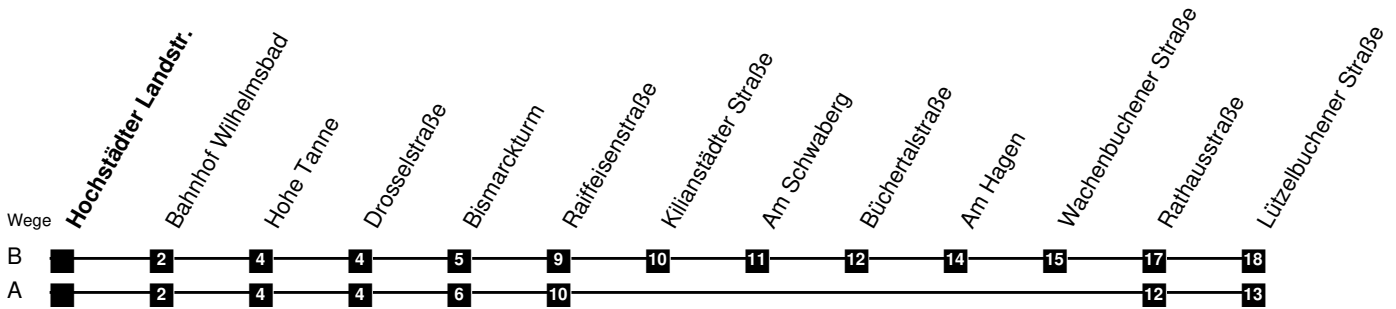 Hochstädter Landstr.
Bahnhof Wilhelmsbad
Hohe Tanne
Drosselstraße
Bismarckturm
Raiffeisenstraße
Kilianstädter Straße
Am Schwaberg
Büchertalstraße
Am Hagen
Wachenbuchener Straße
Rathausstraße
Lützelbuchener Straße
Wege
B 2 4 4 5 9 10 11 12 14 15 17 18
A 2 4 4 6 10 12 13